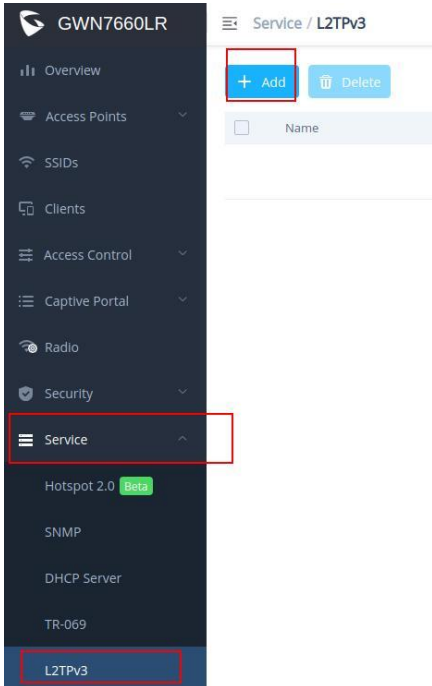 GWN7660LR
Service / L2TPv3
Overview
+ Add
Delete
Access Points
Name
SSIDs
Clients
Access Control
Captive Portal
Radio
Security
Service
Hotspot 2.0 Beta
SNMP
DHCP Server
TR-069
L2TPv3